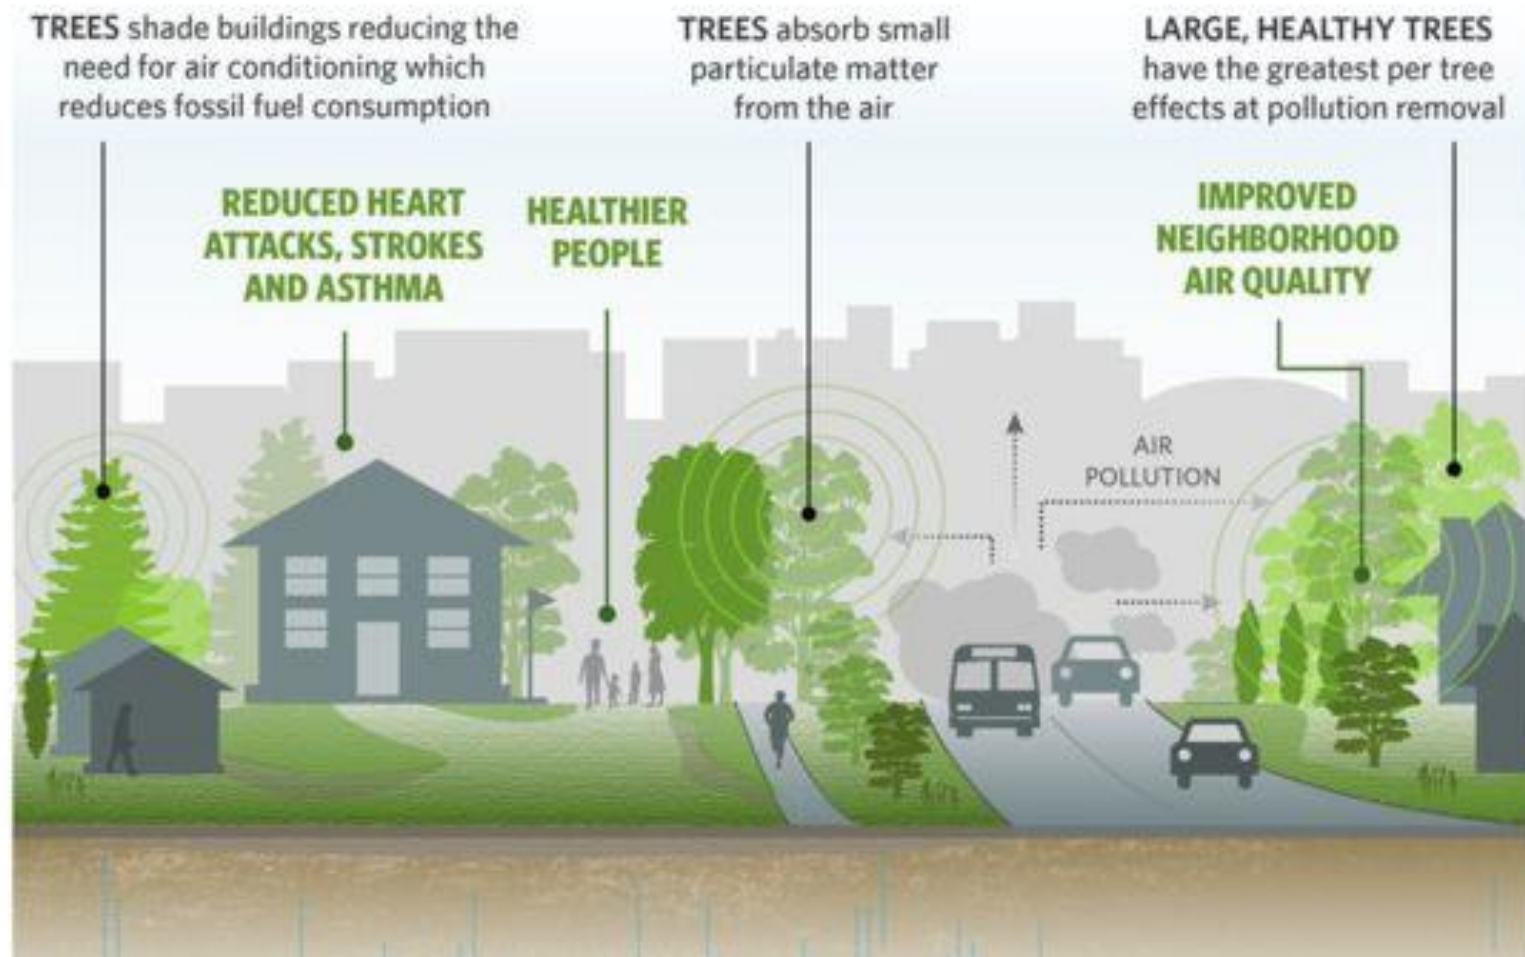 TREES shade buildings reducing the
need for air conditioning which
reduces fossil fuel consumption
TREES absorb small
particulate matter
from the air
LARGE, HEALTHY TREES
have the greatest per tree
effects at pollution removal
REDUCED HEART
ATTACKS, STROKES
AND ASTHMA
HEALTHIER
PEOPLE
IMPROVED
NEIGHBORHOOD
AIR QUALITY
AIR
POLLUTION